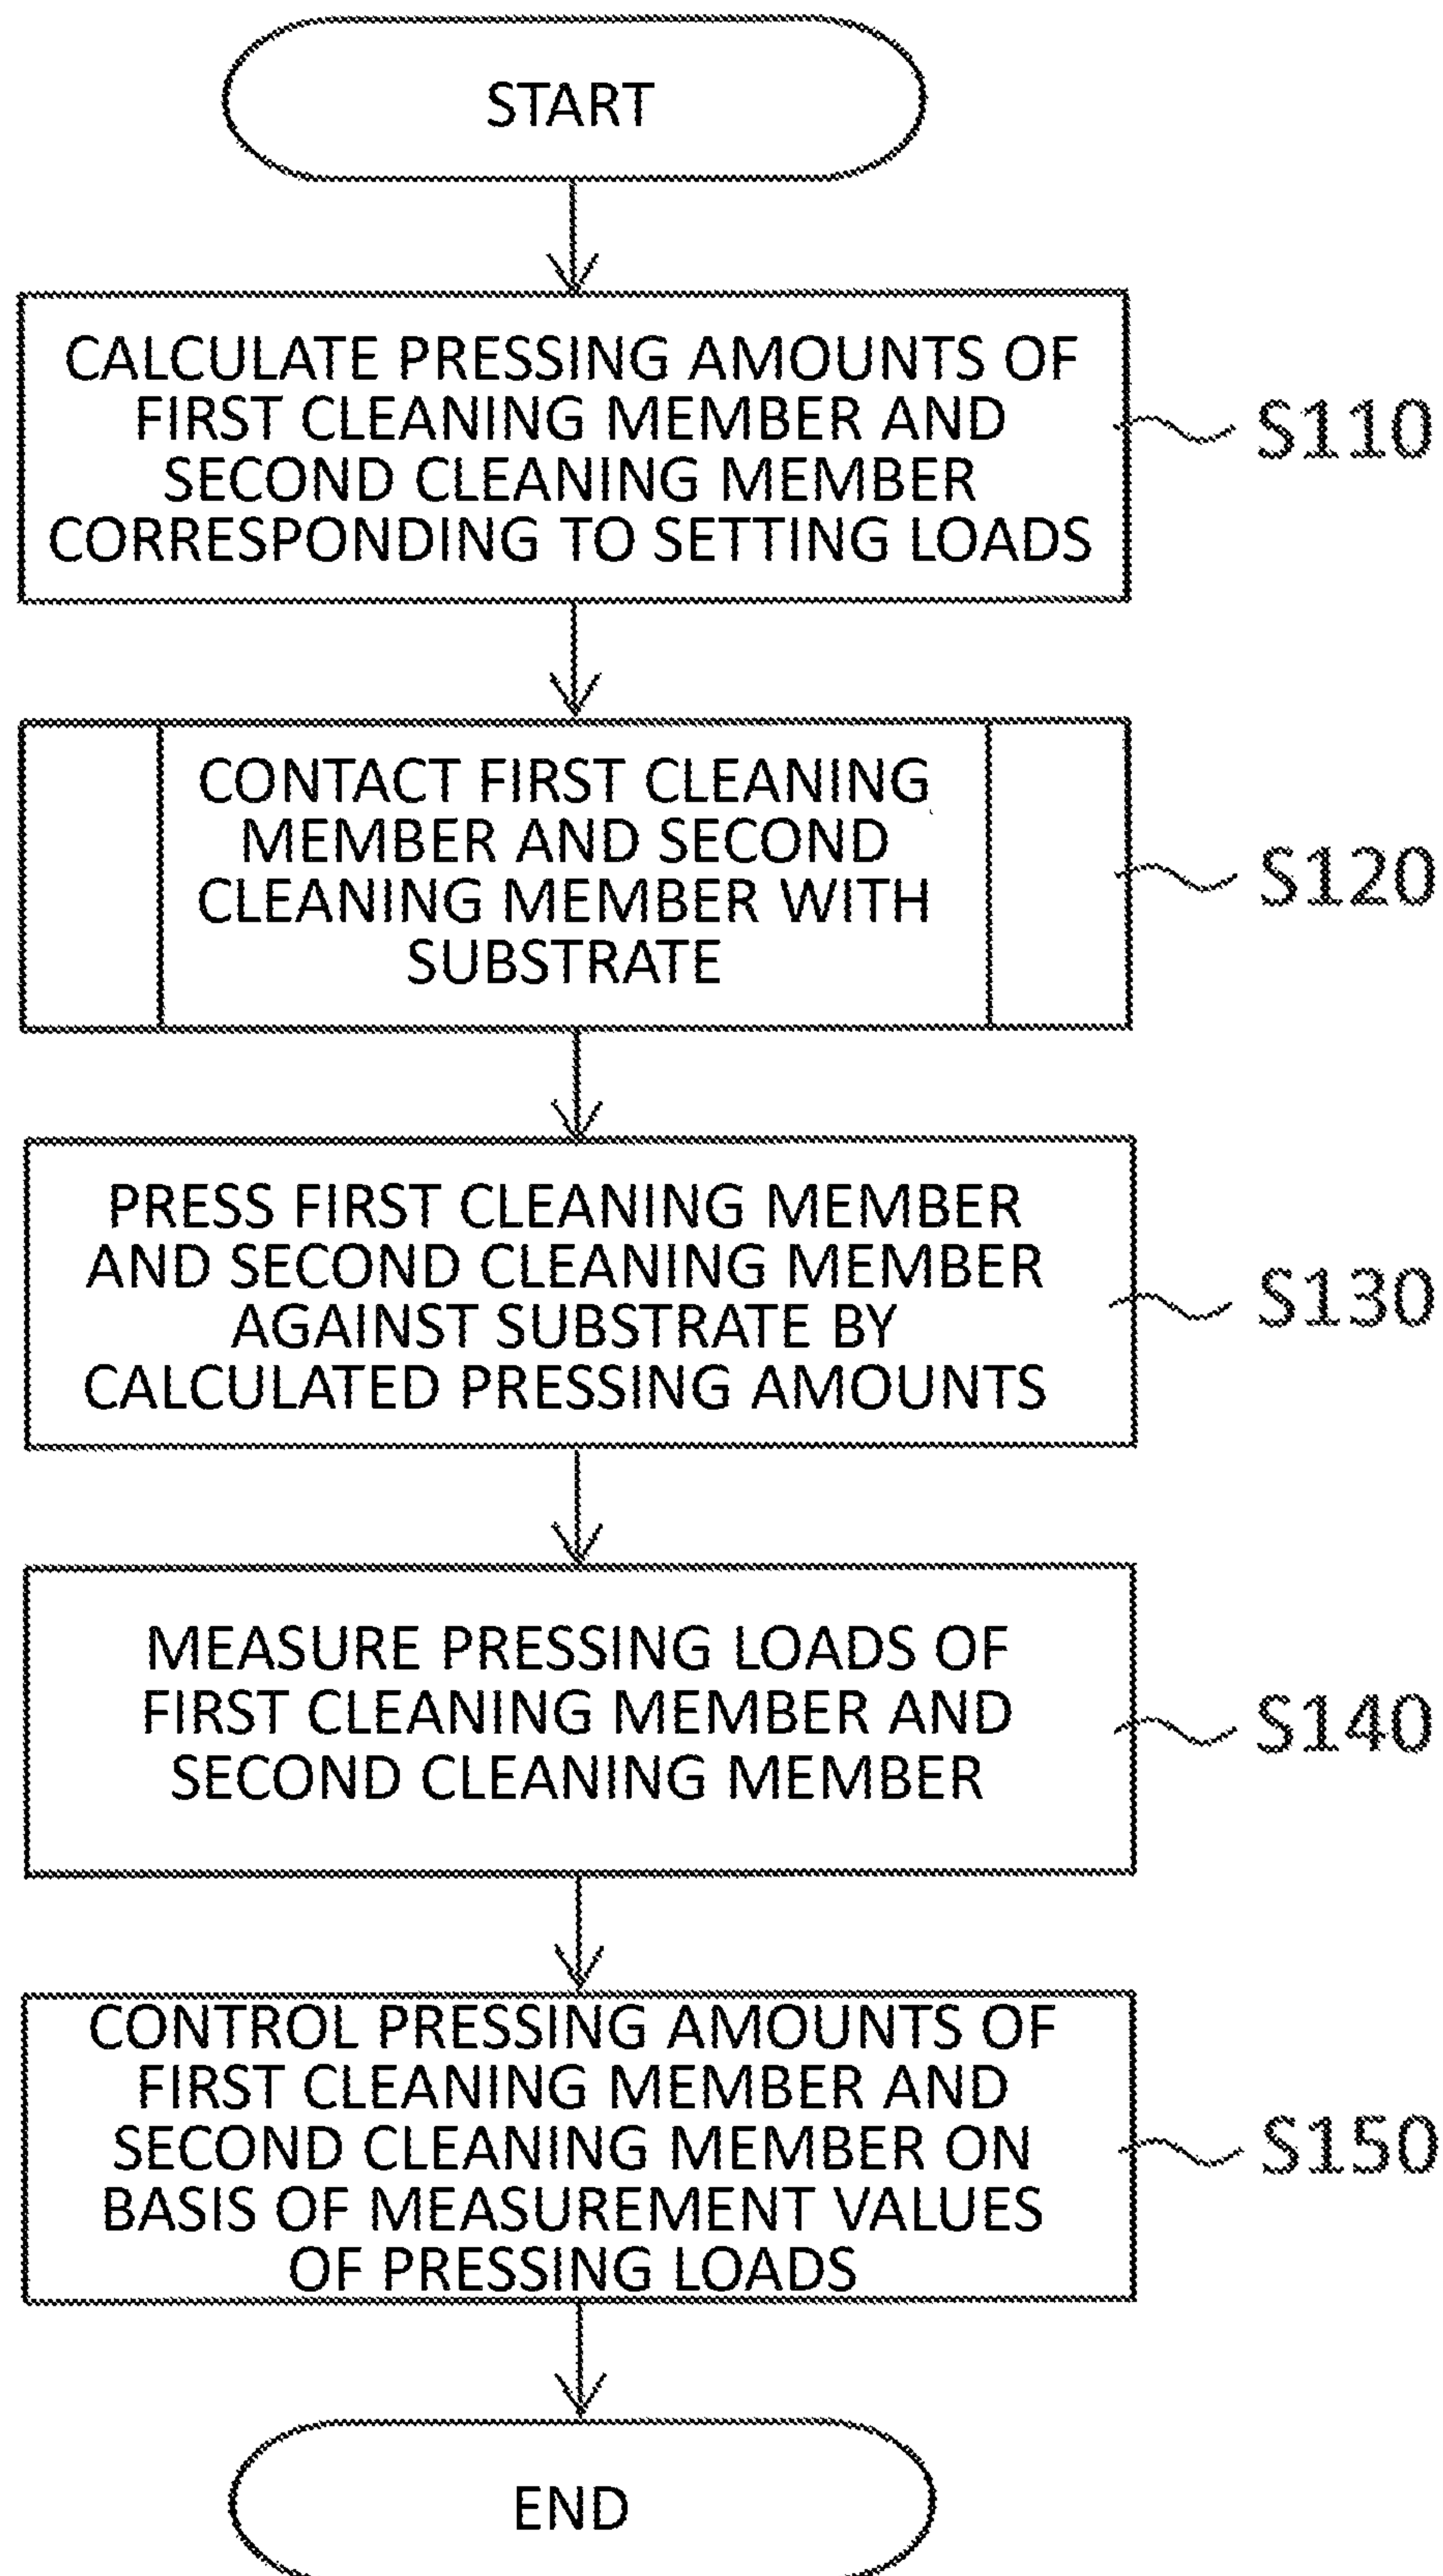 START
CALCULATE PRESSING AMOUNTS OF
FIRST CLEANING MEMBER AND
SECOND CLEANING MEMBER
CORRESPONDING TO SETTING LOADS
S110
CONTACT FIRST CLEANING
MEMBER AND SECOND
CLEANING MEMBER WITH
SUBSTRATE
S120
PRESS FIRST CLEANING MEMBER
AND SECOND CLEANING MEMBER
AGAINST SUBSTRATE BY
CALCULATED PRESSING AMOUNTS
S130
MEASURE PRESSING LOADS OF
FIRST CLEANING MEMBER AND
SECOND CLEANING MEMBER
S140
CONTROL PRESSING AMOUNTS OF
FIRST CLEANING MEMBER AND
SECOND CLEANING MEMBER ON
BASIS OF MEASUREMENT VALUES
OF PRESSING LOADS
S150
END